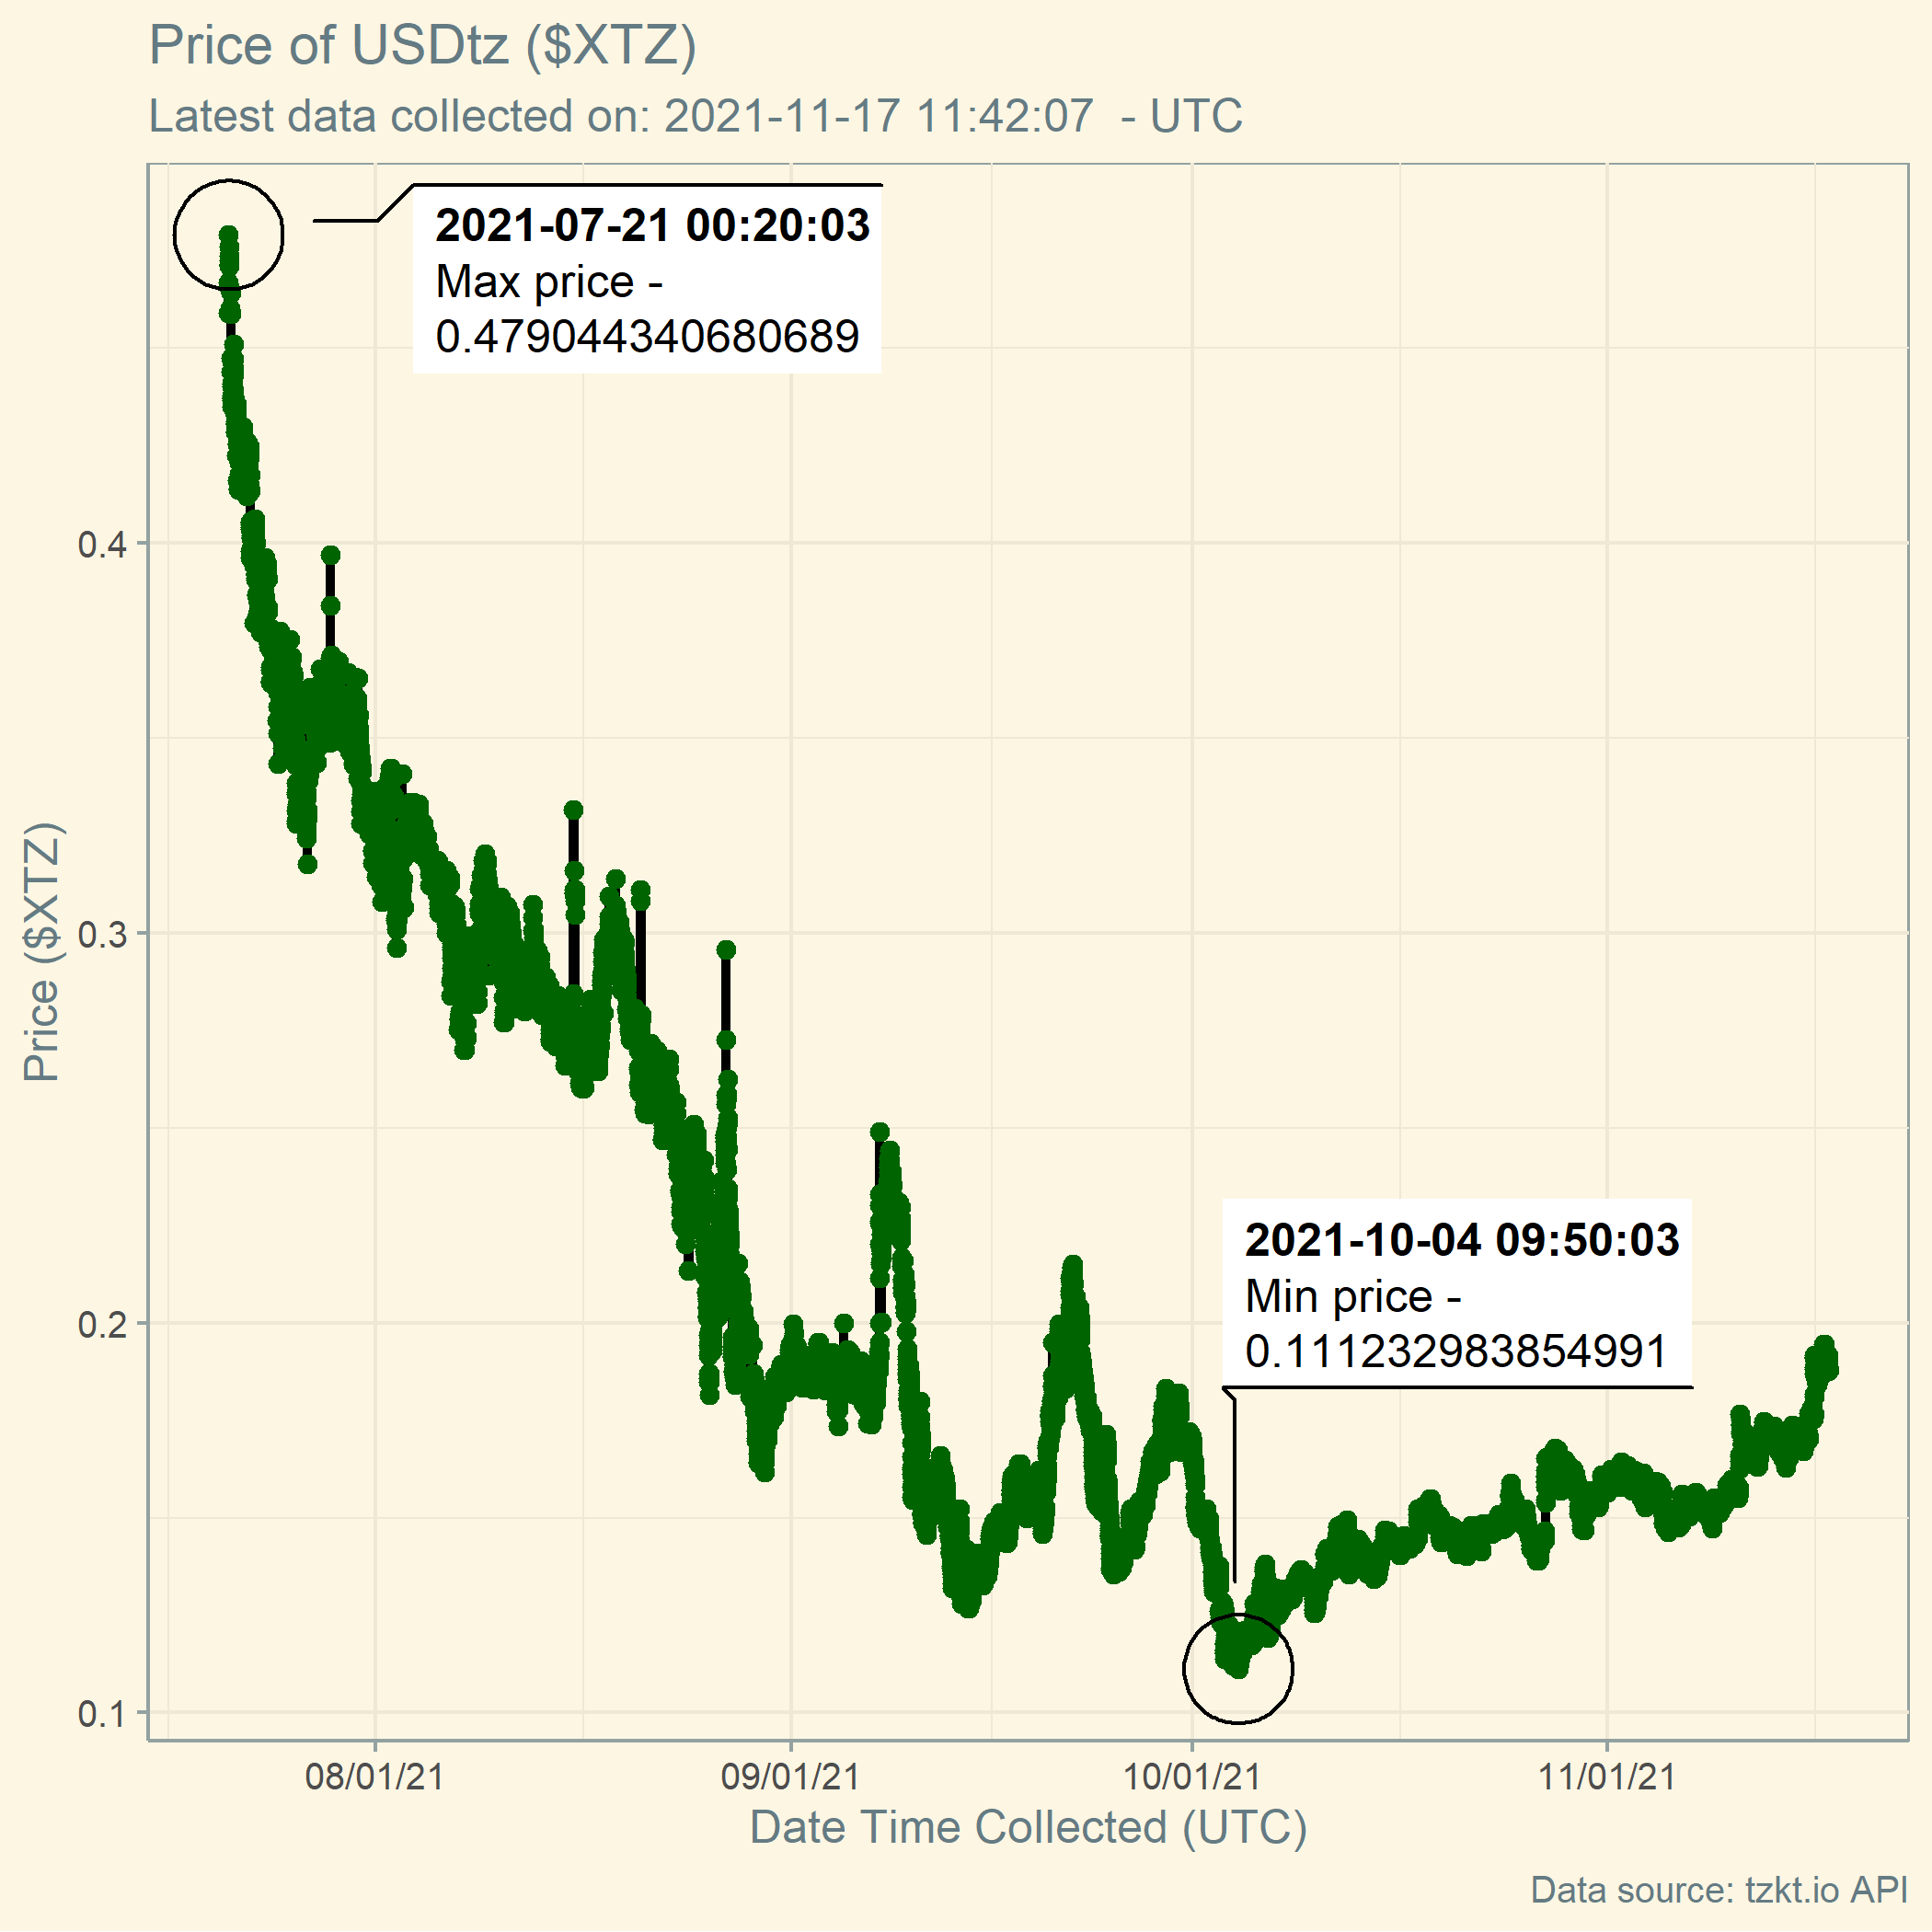 Price of USDtz ($XTZ)
Latest data collected on: 2021-11-17 11:42:07  - UTC
2021-07-21 00:20:03
Max price -
0.479044340680689
0.4
0.3
0.2
0.1
Price ($XTZ)
2021-10-04 09:50:03
Min price -
0.111232983854991
08/01/21
09/01/21
10/01/21
11/01/21
Date Time Collected (UTC)
Data source: tzkt.io API